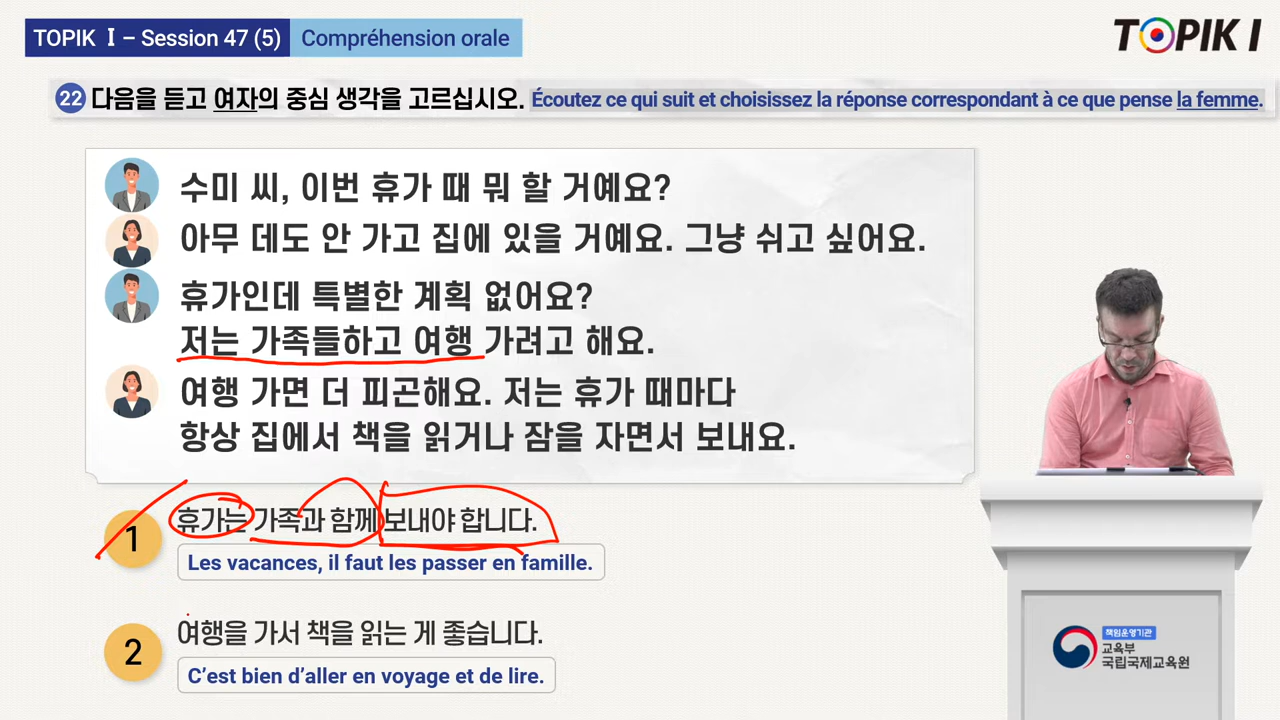 TOPIK I – Session 47 (5) Compréhension orale
TOPIK I
22 다음을 듣고 여자의 중심 생각을 고르십시오. Écoutez ce qui suit et choisissez la réponse correspondant à ce que pense la femme.
수미 씨, 이번 휴가 때 뭐 할 거예요?
아무 데도 안 가고 집에 있을 거예요. 그냥 쉬고 싶어요.
휴가인데 특별한 계획 없어요?
저는 가족들하고 여행 가려고 해요.
여행 가면 더 피곤해요. 저는 휴가 때마다
항상 집에서 책을 읽거나 잠을 자면서 보내요.
1 휴가는 가족과 함께 보내야 합니다.
Les vacances, il faut les passer en famille.
2 여행을 가서 책을 읽는 게 좋습니다.
C'est bien d'aller en voyage et de lire.
책임운영기관
교육부
국립국제교육원